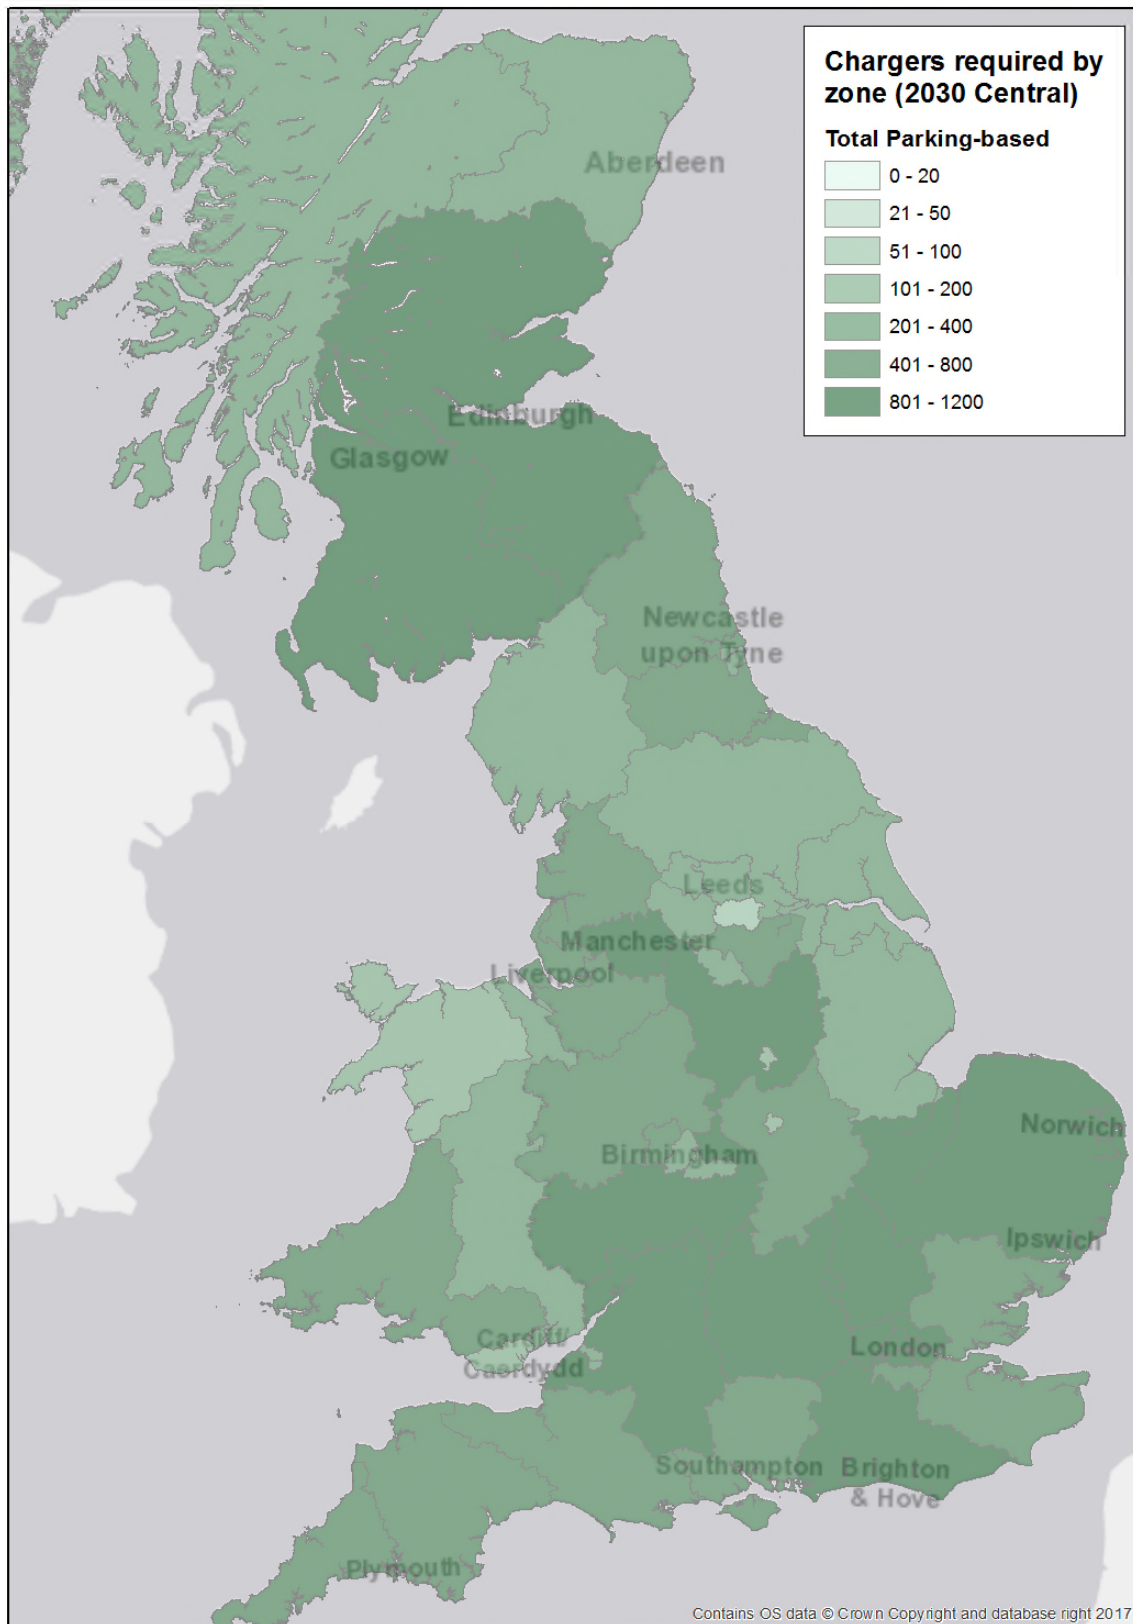 Chargers required by
zone (2030 Central)
Total Parking-based
0 - 20
21 - 50
51 - 100
101 - 200
201 - 400
401 - 800
801 - 1200
Aberdeen
Edinburgh
Glasgow
Newcastle
upon Tyne
Leeds
Manchester
Liverpool
Norwich
Birmingham
Ipswich
Cardiff/
Caerdydd
London
Southampton
Brighton
& Hove
Plymouth
Contains OS data © Crown Copyright and database right 2017